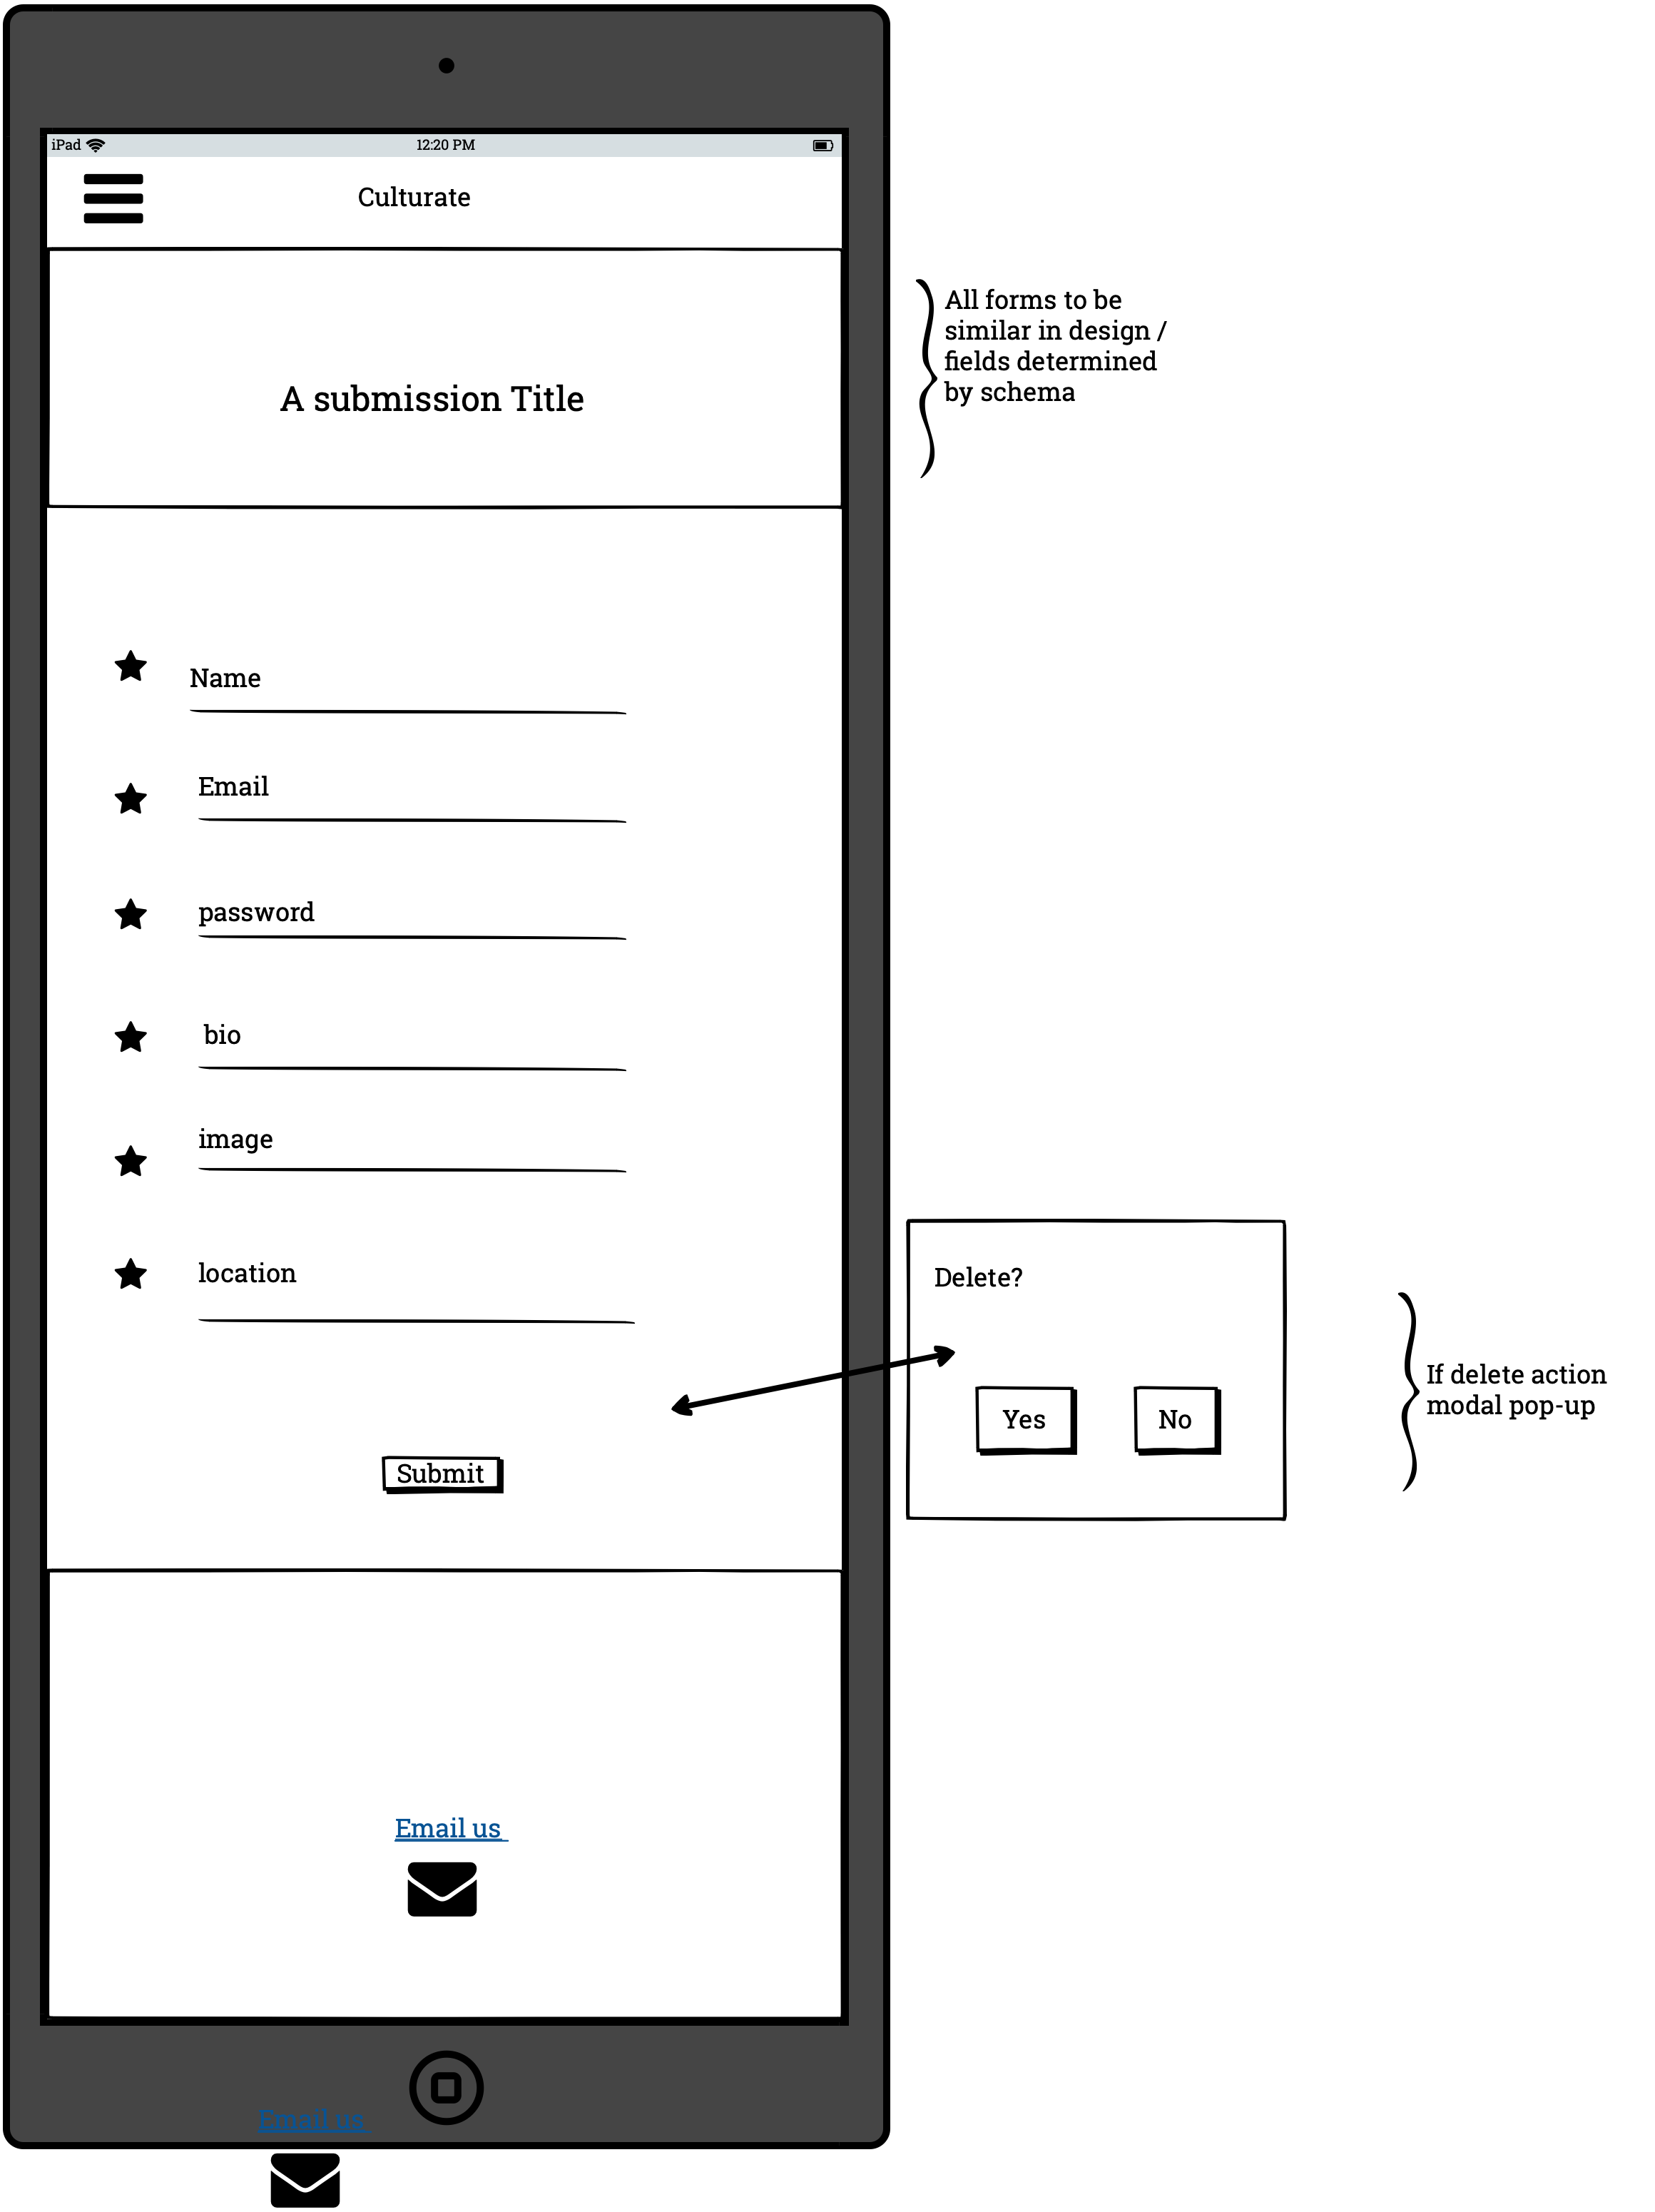 iPad
12:20 PM
Culturate
A submission Title
All forms to be
similar in design /
fields determined
by schema
Name
Email
password
bio
image
location
Submit
Delete?
Yes
No
If delete action
modal pop-up
Email us
Email us